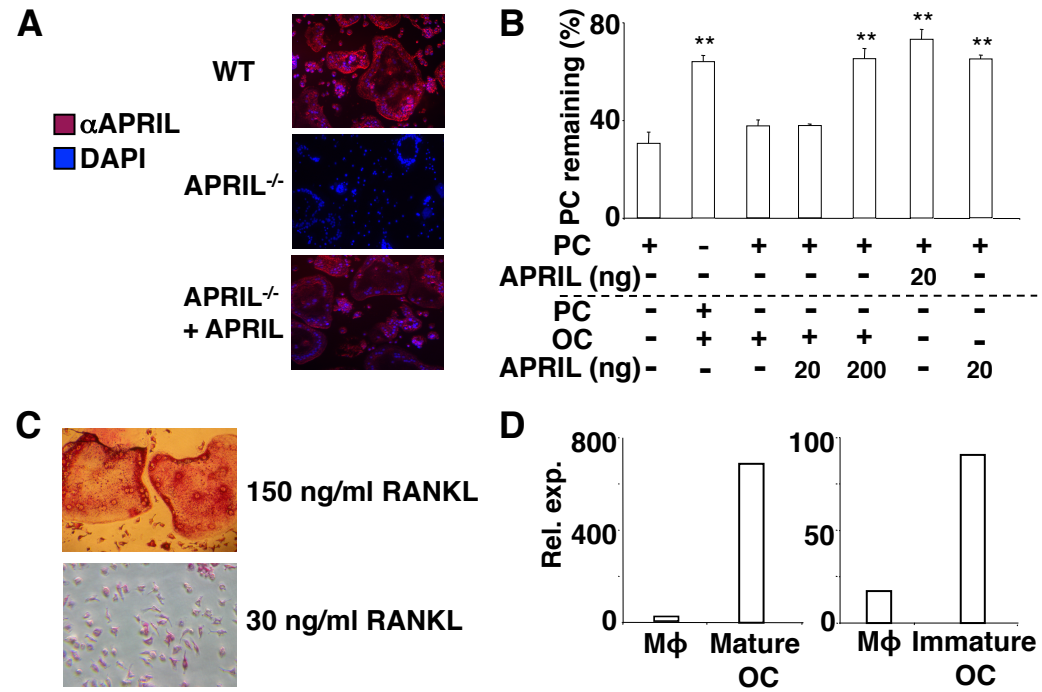 A
WT
αAPRIL
DAPI
APRIL-/-
APRIL-/-
+ APRIL
B
PC remaining (%)
80
40
0
** ** ** **
PC + - + + + + +
APRIL (ng) - - - - - 20 -
PC - + - - - - -
OC - + + + + - -
APRIL (ng) - - - 20 200 - 20
C
150 ng/ml RANKL
30 ng/ml RANKL
D
Rel. exp.
800
400
0
Mϕ Mature
OC
100
50
0
Mϕ Immature
OC